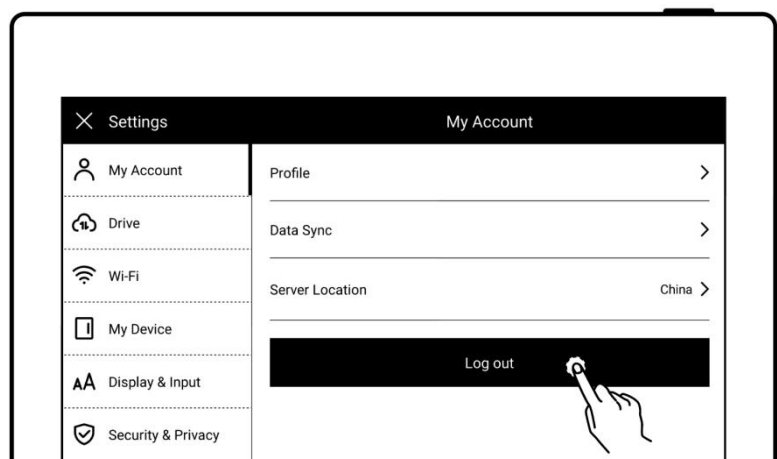 Settings
My Account
My Account
Profile
Drive
Data Sync
Wi-Fi
Server Location China
My Device
Log out
Display & Input
Security & Privacy